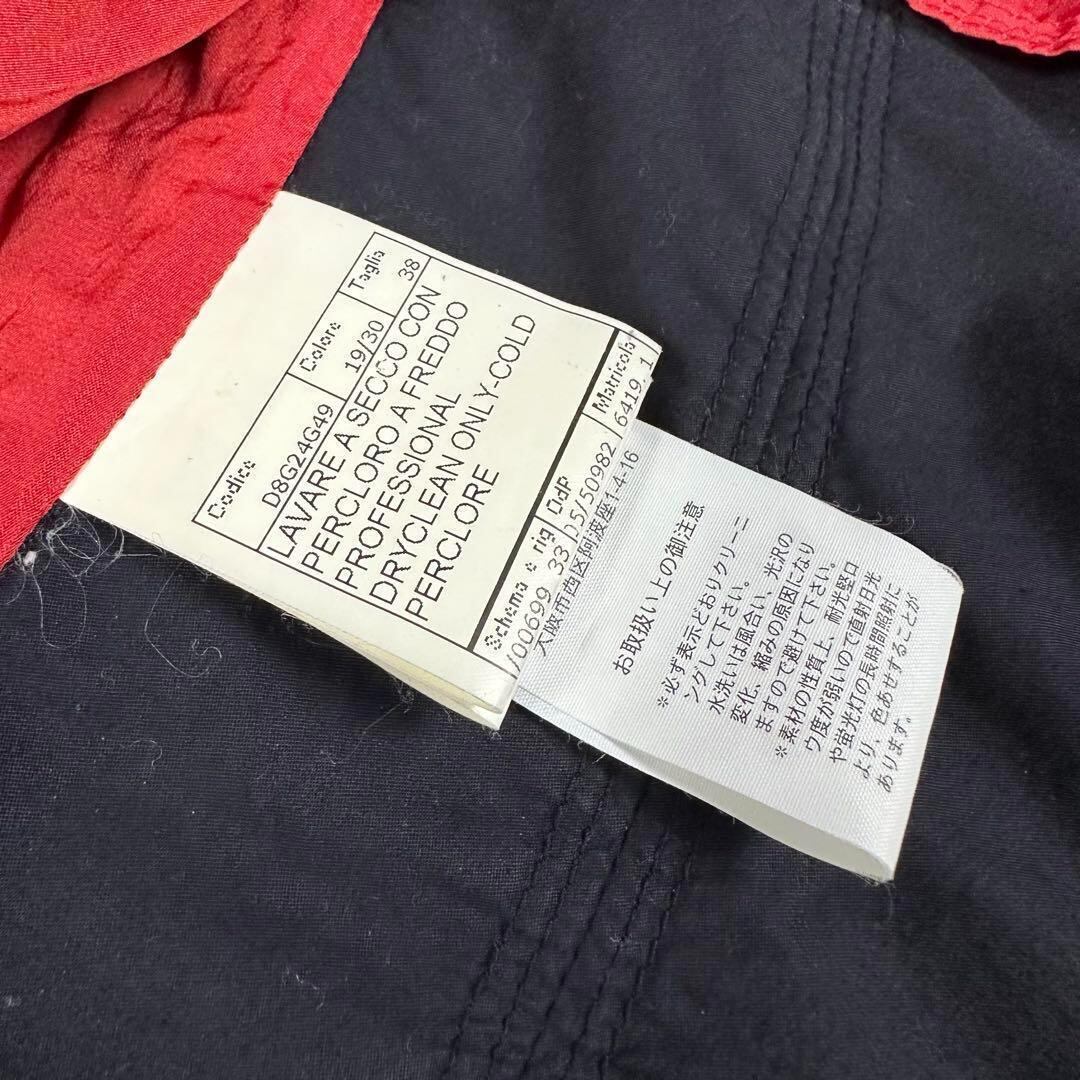 Codice Colore Taglia
D8G24G49 19/30 38
LAVARE A SECCO CON
PERCLORO A FREDDO
PROFESSIONAL
DRYCLEAN ONLY-COLD
PERCLORE
Schema e rig OdP Matricola
/00699 33 05/50982 6419 1
大阪市西区阿波座1-4-16
お取扱い上の御注意
※必ず表示どおりクリーニ
ングして下さい。
水洗いは風合い、光沢の
変化、縮みの原因になり
ますので避けて下さい。
※素材の性質上、耐光堅ロ
ウ度が弱いので直射日光
や蛍光灯の長時間照射に
より、色あせすることが
あります。